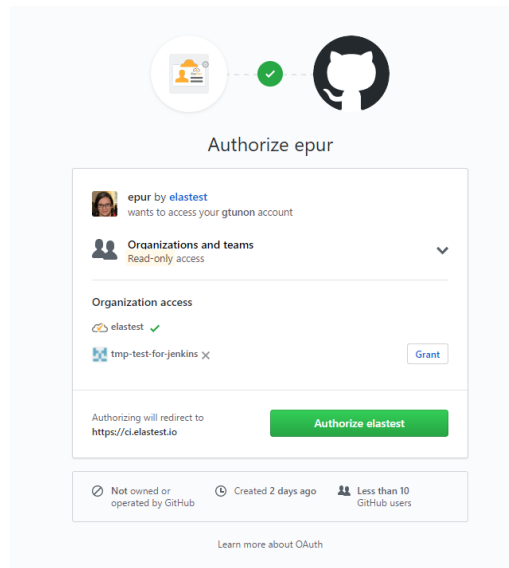 Authorize epur
epur by elastest
wants to access your gtunon account
Organizations and teams
Read-only access
Organization access
elastest
tmp-test-for-jenkins
Grant
Authorizing will redirect to
https://ci.elastest.io
Authorize elastest
Not owned or
operated by GitHub
Created 2 days ago
Less than 10
GitHub users
Learn more about OAuth